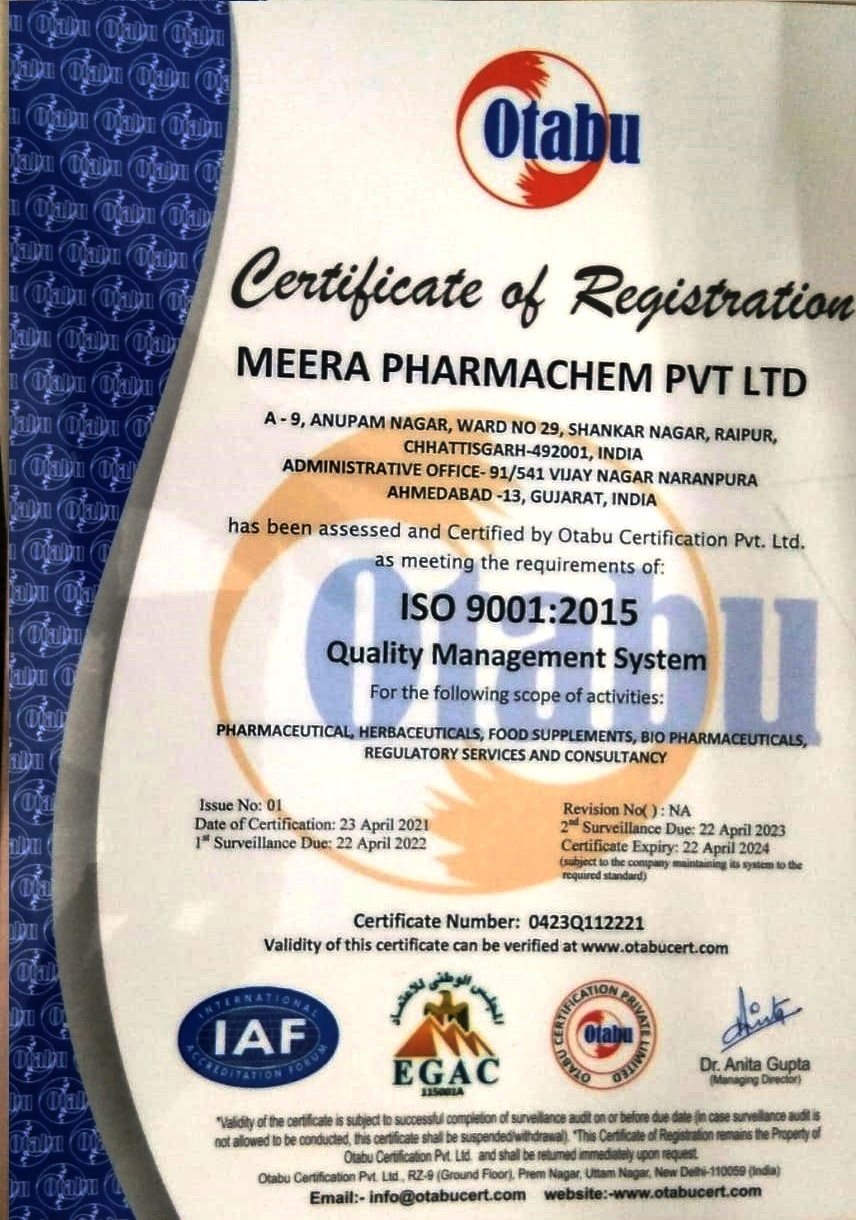 Otabu
Certificate of Registration
MEERA PHARMACHEM PVT LTD
A - 9, ANUPAM NAGAR, WARD NO 29, SHANKAR NAGAR, RAIPUR,
CHHATTISGARH-492001, INDIA
ADMINISTRATIVE OFFICE- 91/541 VIJAY NAGAR NARANPURA
AHMEDABAD -13, GUJARAT, INDIA
has been assessed and Certified by Otabu Certification Pvt. Ltd.
as meeting the requirements of:
ISO 9001:2015
Quality Management System
For the following scope of activities:
PHARMACEUTICAL, HERBACEUTICALS, FOOD SUPPLEMENTS, BIO PHARMACEUTICALS,
REGULATORY SERVICES AND CONSULTANCY
Issue No: 01
Date of Certification: 23 April 2021
1st Surveillance Due: 22 April 2022
Revision No( ) : NA
2nd Surveillance Due: 22 April 2023
Certificate Expiry: 22 April 2024
(subject to the company maintaining its system to the
required standard)
Certificate Number: 0423Q112221
Validity of this certificate can be verified at www.otabucert.com
INTERNATIONAL
IAF
ACCREDITATION FORUM
المجلس الوطنى للاعتماد
EGAC
115001A
OTABU CERTIFICATION PRIVATE LIMITED
Otabu
Anita
Dr. Anita Gupta
(Managing Director)
*Validity of the certificate is subject to successful completion of surveillance audit on or before due date (in case surveillance audit is
not allowed to be conducted, this certificate shall be suspended/withdrawal). *This Certificate of Registration remains the Property of
Otabu Certification Pvt. Ltd. and shall be returned immediately upon request.
Otabu Certification Pvt. Ltd., RZ-9 (Ground Floor), Prem Nagar, Uttam Nagar, New Delhi-110059 (India)
Email:- info@otabucert.com website:-www.otabucert.com